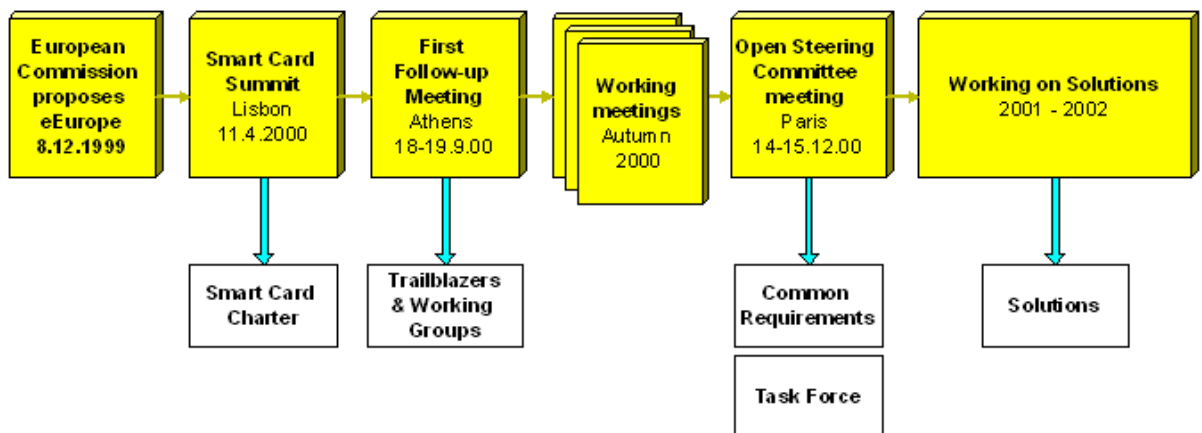 European
Commission
proposes
eEurope
8.12.1999
Smart Card
Summit
Lisbon
11.4.2000
First
Follow-up
Meeting
Athens
18-19.9.00
Working
meetings
Autumn
2000
Open Steering
Committee
meeting
Paris
14-15.12.00
Working on Solutions
2001 - 2002
Smart Card
Charter
Trailblazers
& Working
Groups
Common
Requirements
Solutions
Task Force